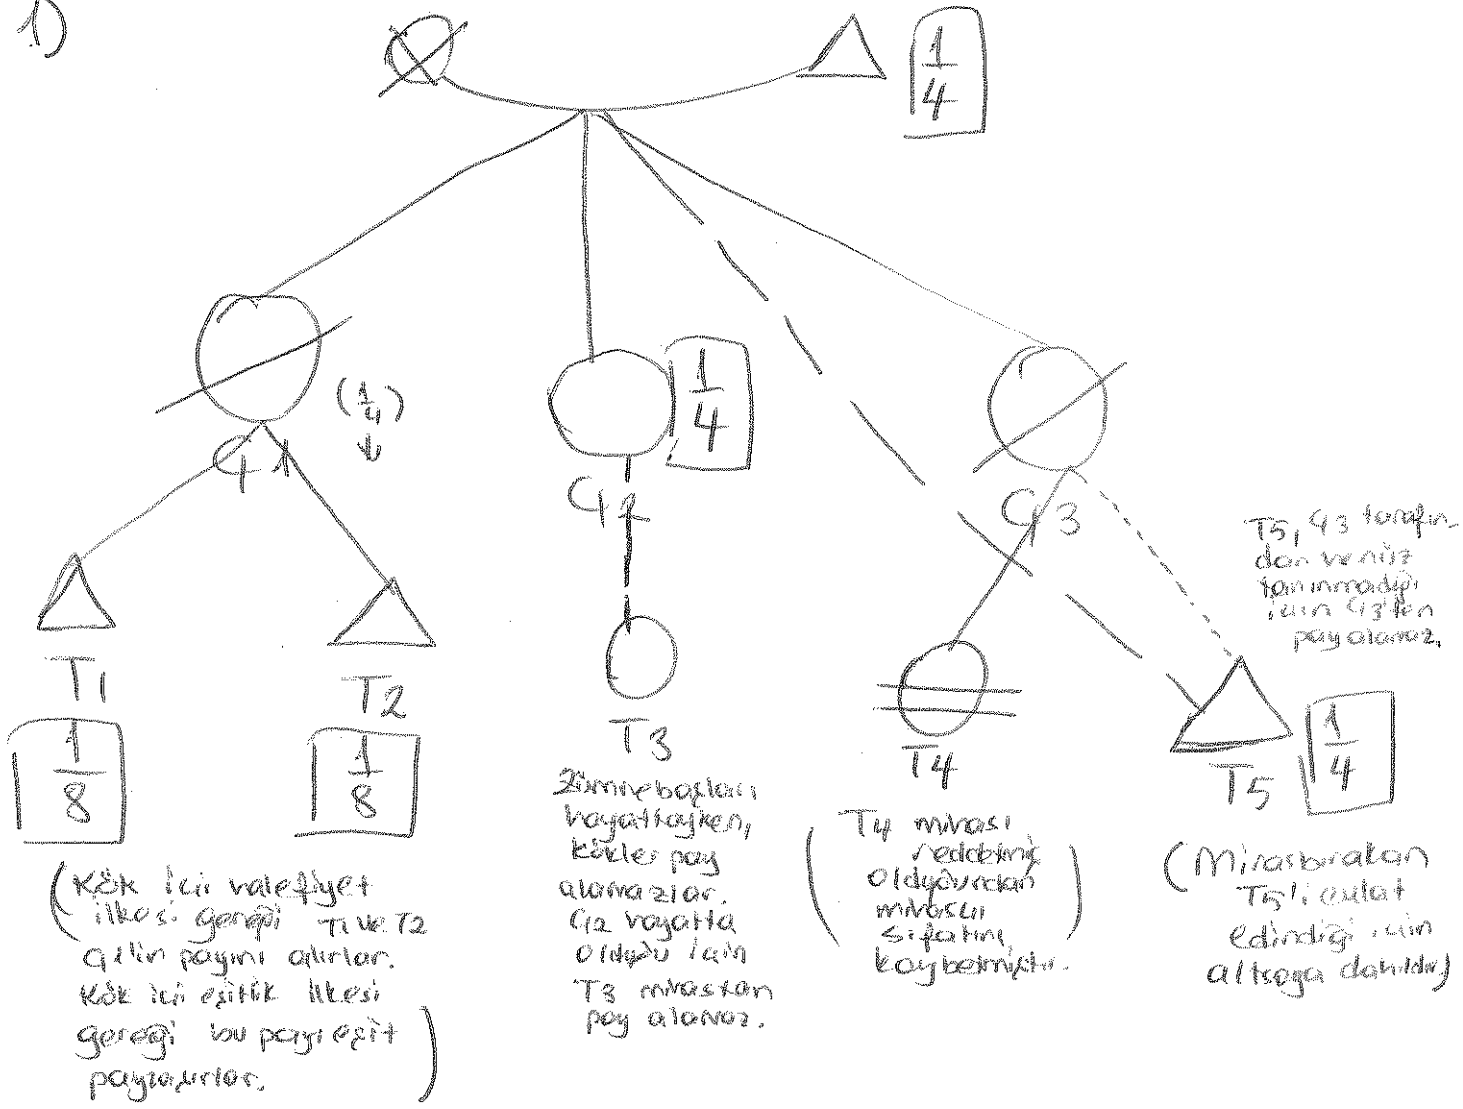 1)
1
4
(1/4)
Ç1
1
4
Ç2
Ç3
T5, Ç3 tarafın-
dan henüz
tanınmadığı
için Ç3'ten
pay alamaz.
T1
1
8
T2
1
8
T3
Zümrebaşları
hayattayken,
kökler pay
alamazlar.
Ç2 hayatta
olduğu için
T3 mirastan
pay alamaz.
T4
(T4 mirası
reddetmiş
olduğundan
mirasçı
sıfatını
kaybetmiştir.)
T5
1
4
(Mirasbırakan
T5'i evlat
edindiği için
altsoya dahildir)
(Kök içi halefiyet
ilkesi gereği T1 ve T2
Ç1'in payını alırlar.
Kök içi eşitlik ilkesi
gereği bu payı eşit
paylaşırlar.)